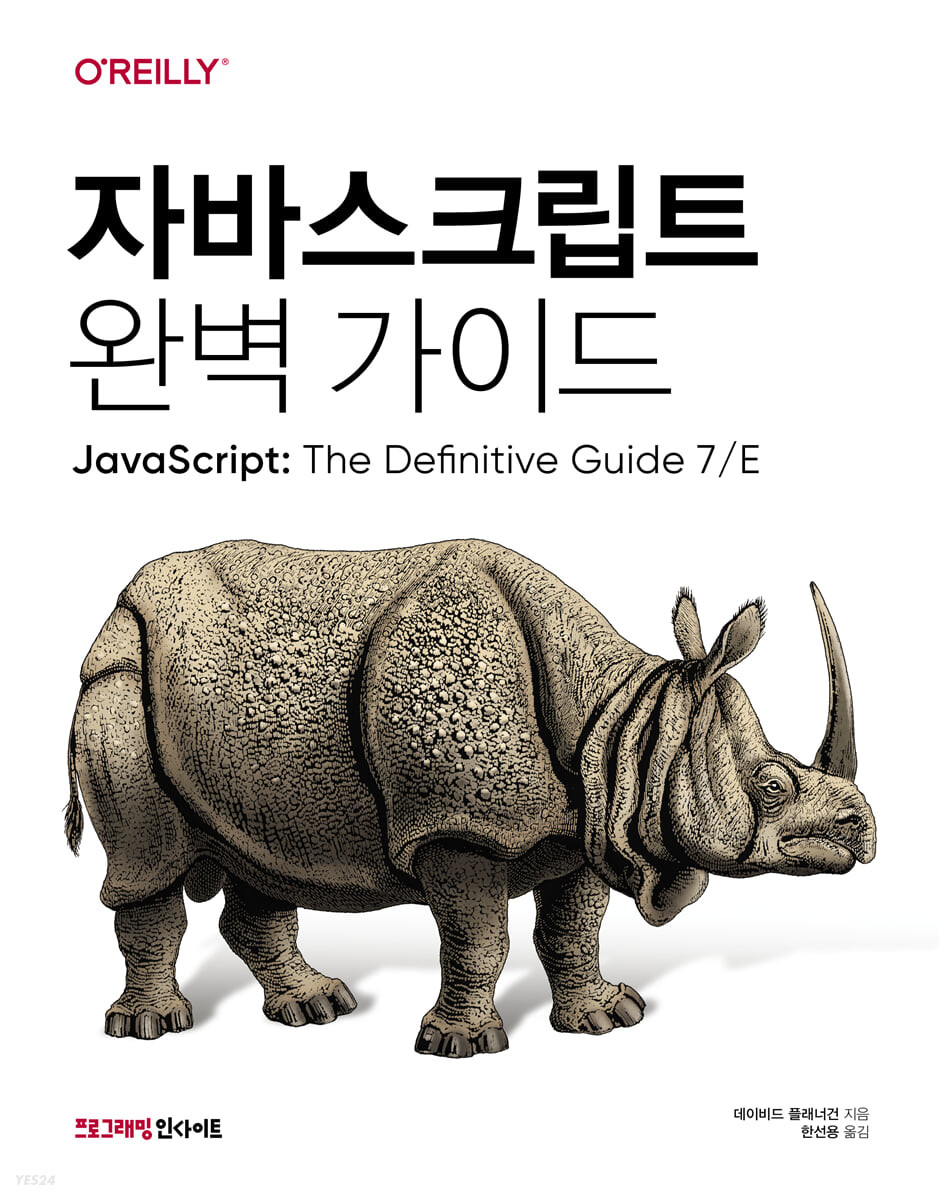 O'REILLY®
자바스크립트
완벽 가이드
JavaScript: The Definitive Guide 7/E
프로그래밍 인사이트
데이비드 플래너건 지음
한선용 옮김
YES24